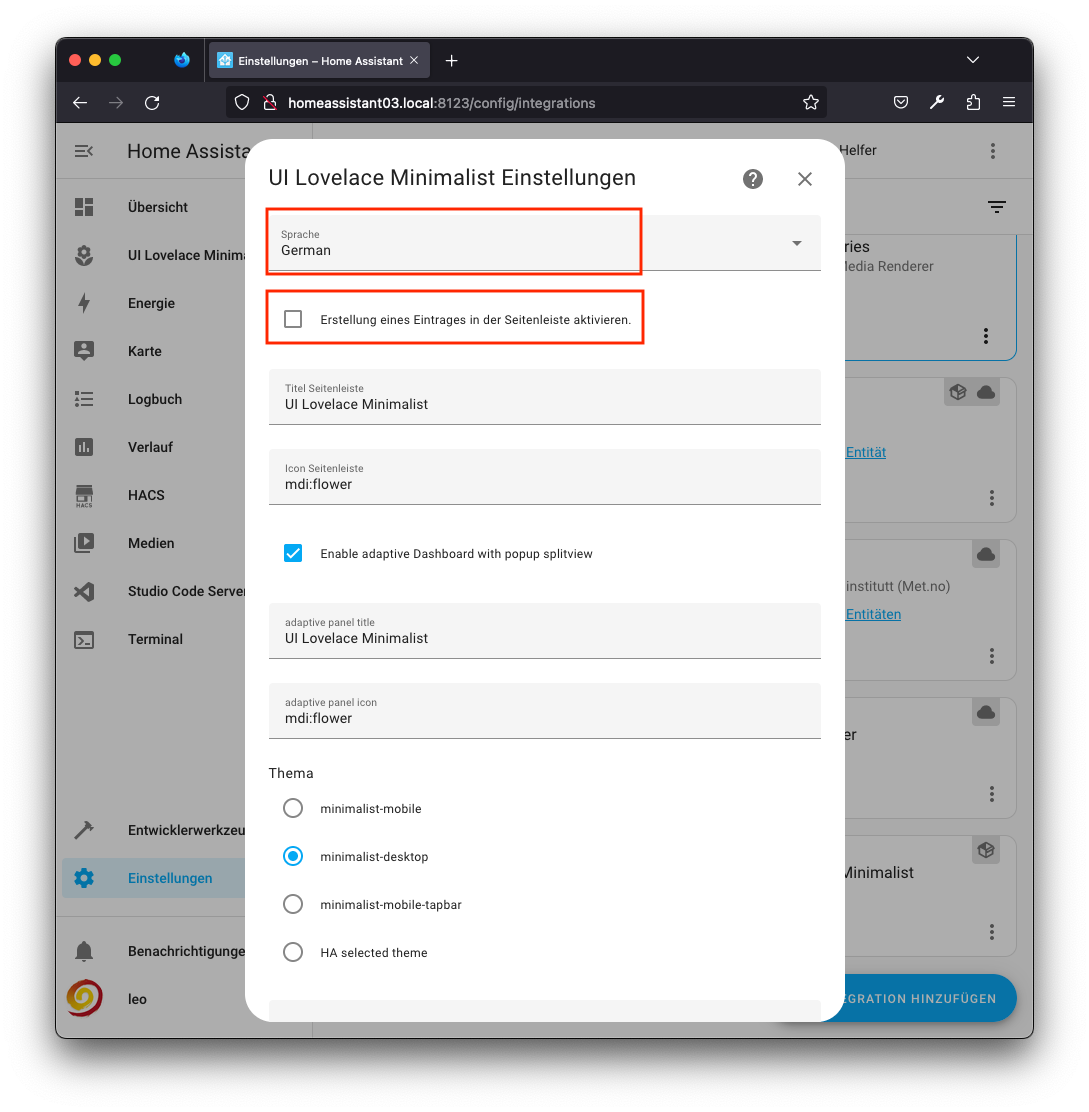 Einstellungen – Home Assistant
homeassistant03.local:8123/config/integrations
Home Assista
Helfer
UI Lovelace Minimalist Einstellungen
Übersicht
UI Lovelace Minima
Energie
Karte
Logbuch
Verlauf
HACS
HACS
Medien
Studio Code Server
Terminal
Entwicklerwerkzeu
Einstellungen
Benachrichtigunge
leo
Sprache
German
Erstellung eines Eintrages in der Seitenleiste aktivieren.
Titel Seitenleiste
UI Lovelace Minimalist
Icon Seitenleiste
mdi:flower
Enable adaptive Dashboard with popup splitview
adaptive panel title
UI Lovelace Minimalist
adaptive panel icon
mdi:flower
Thema
minimalist-mobile
minimalist-desktop
minimalist-mobile-tapbar
HA selected theme
ries
Media Renderer
Entität
institutt (Met.no)
Entitäten
er
Minimalist
EGRATION HINZUFÜGEN